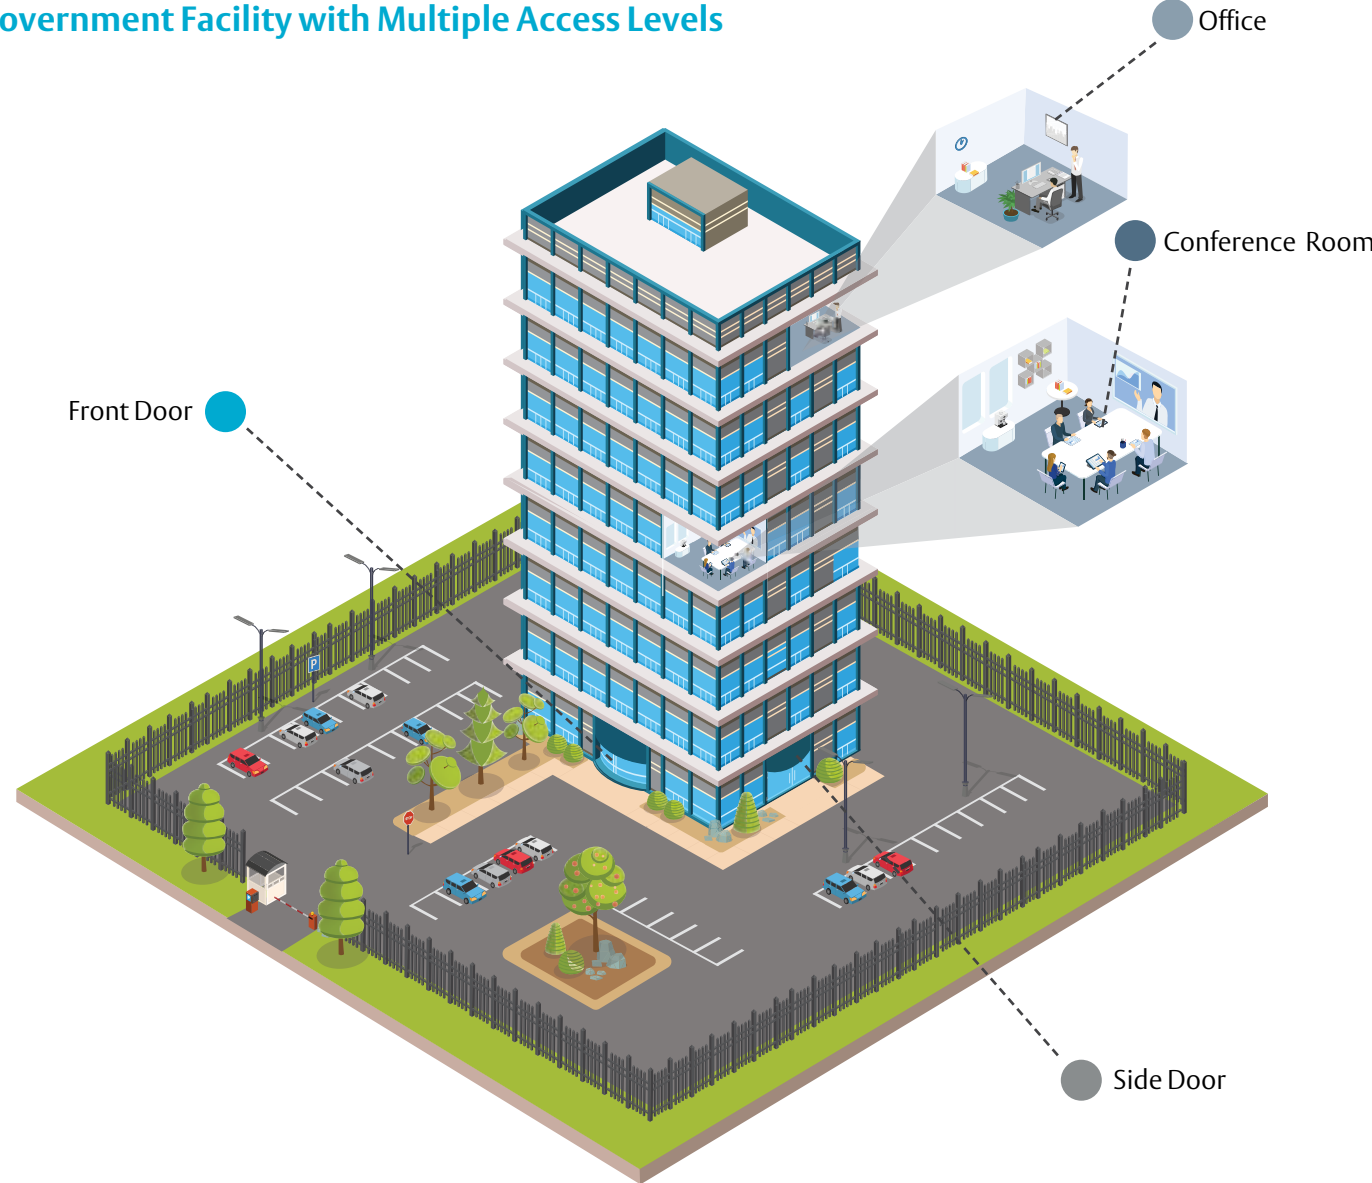 overnment Facility with Multiple Access Levels
Office
Conference Room
Front Door
P
Side Door